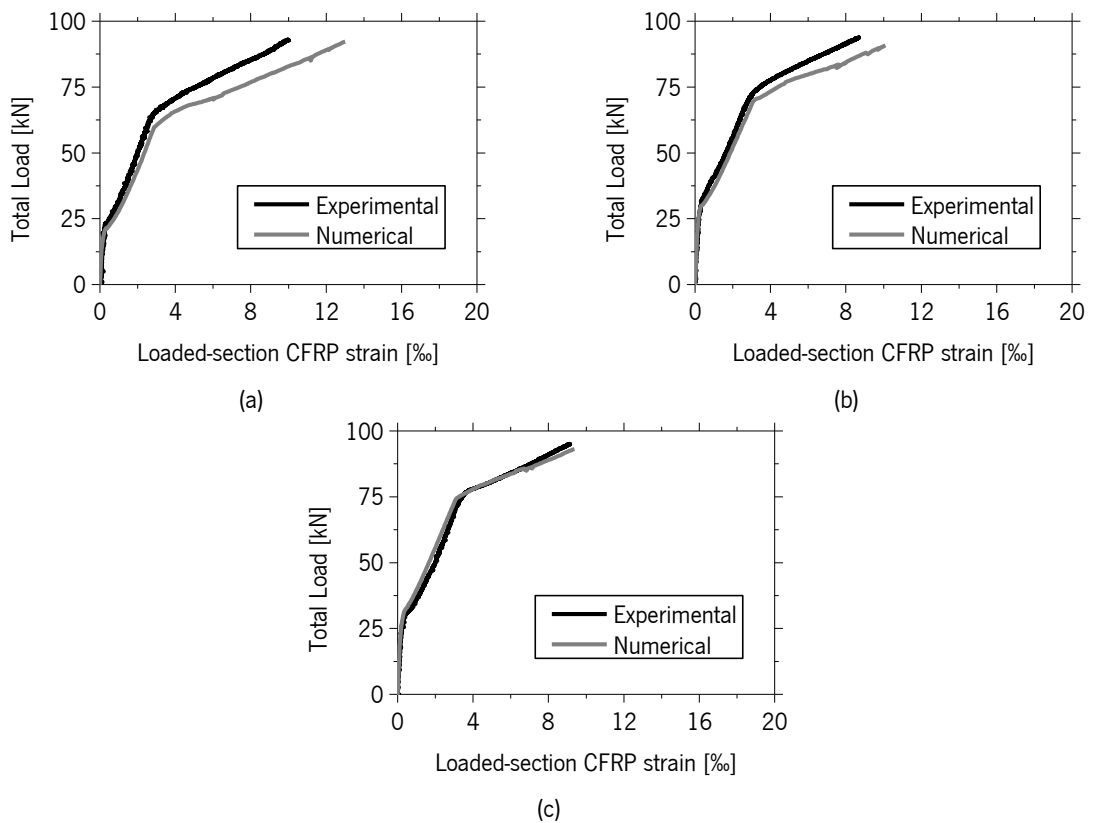 100
75
50
25
0
Total Load [kN]
Experimental
Numerical
0 4 8 12 16 20
Loaded-section CFRP strain [‰]
(a)
100
75
50
25
0
Total Load [kN]
Experimental
Numerical
0 4 8 12 16 20
Loaded-section CFRP strain [‰]
(b)
100
75
50
25
0
Total Load [kN]
Experimental
Numerical
0 4 8 12 16 20
Loaded-section CFRP strain [‰]
(c)